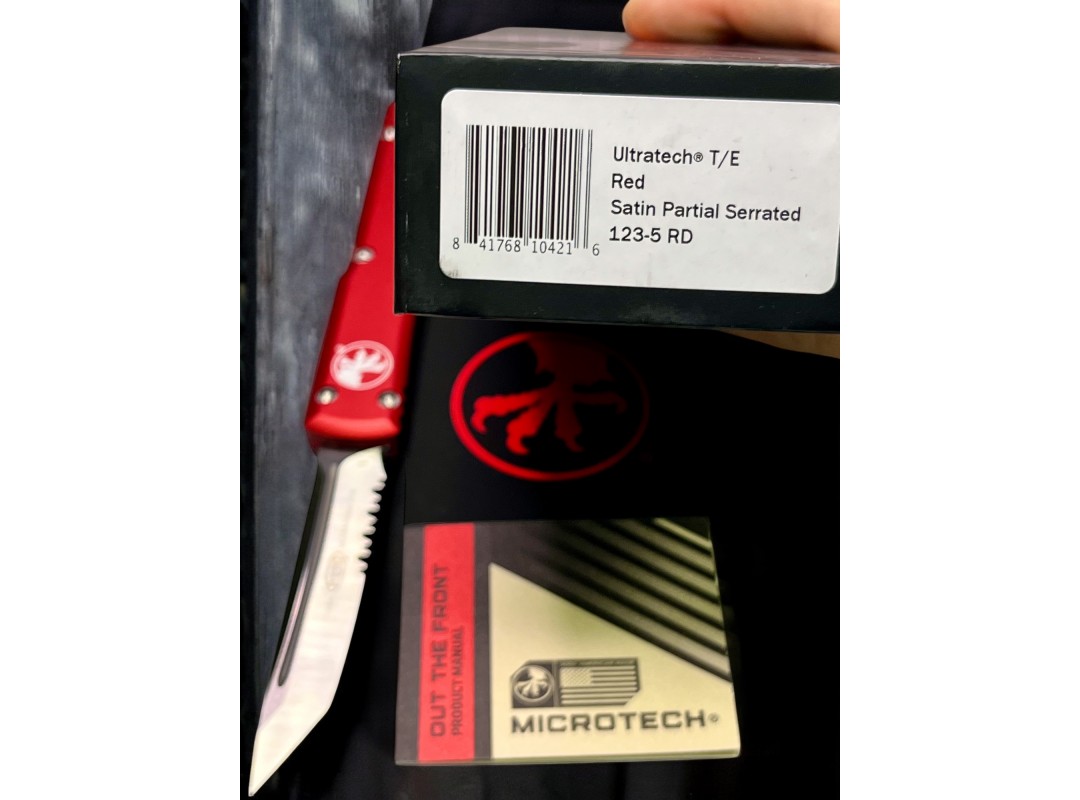 Ultratech® T/E
Red
Satin Partial Serrated
123-5 RD
8 41768 10421 6
OUT THE FRONT
PRODUCT MANUAL
MICROTECH®